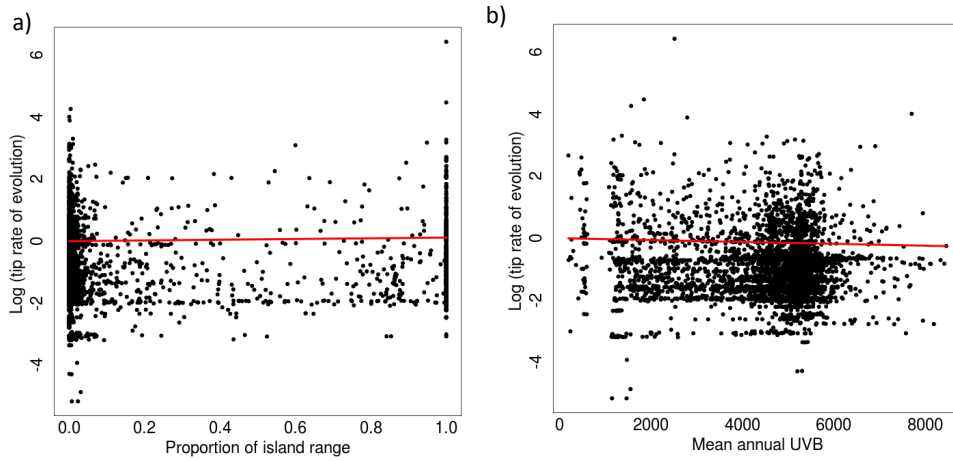 a)
Log (tip rate of evolution)
6
4
2
0
-2
-4
0.0 0.2 0.4 0.6 0.8 1.0
Proportion of island range
b)
Log (tip rate of evolution)
6
4
2
0
-2
-4
0 2000 4000 6000 8000
Mean annual UVB